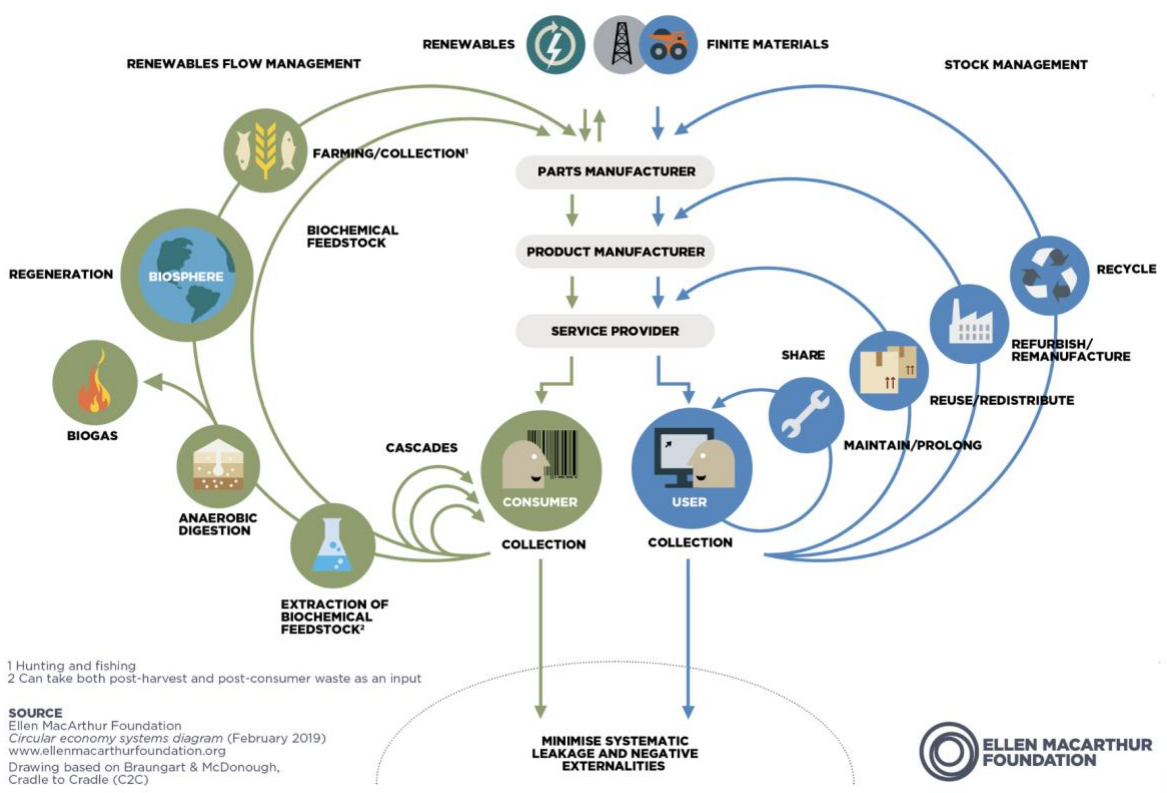 RENEWABLES
FINITE MATERIALS
RENEWABLES FLOW MANAGEMENT
STOCK MANAGEMENT
FARMING/COLLECTION¹
PARTS MANUFACTURER
BIOCHEMICAL
FEEDSTOCK
PRODUCT MANUFACTURER
REGENERATION
BIOSPHERE
RECYCLE
SERVICE PROVIDER
SHARE
REFURBISH/
REMANUFACTURE
REUSE/REDISTRIBUTE
BIOGAS
CASCADES
MAINTAIN/PROLONG
CONSUMER
USER
ANAEROBIC
DIGESTION
COLLECTION
COLLECTION
EXTRACTION OF
BIOCHEMICAL
FEEDSTOCK²
1 Hunting and fishing
2 Can take both post-harvest and post-consumer waste as an input
SOURCE
Ellen MacArthur Foundation
Circular economy systems diagram (February 2019)
www.ellenmacarthurfoundation.org
Drawing based on Braungart & McDonough,
Cradle to Cradle (C2C)
MINIMISE SYSTEMATIC
LEAKAGE AND NEGATIVE
EXTERNALITIES
ELLEN MACARTHUR
FOUNDATION